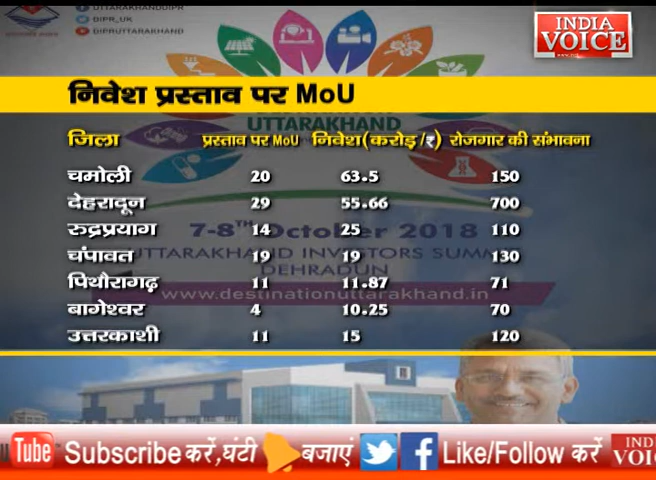 UTTARAKHANDDIPR
DIPR_UK
DIPRUTTARAKHAND
INDIA
VOICE
निवेश प्रस्ताव पर MoU
UTTARAKHAND
जिला प्रस्ताव पर MoU निवेश(करोड़/₹) रोजगार की संभावना
चमोली 20 63.5 150
देहरादून 29 55.66 700
रुद्रप्रयाग 14 25 110
7-8TH October 2018
चंपावत 19 19 130
UTTARAKHAND INVESTORS SUMM
DEHRADUN
पिथौरागढ़ 11 11.87 71
www.destinationuttarakhand.in
बागेश्वर 4 10.25 70
उत्तरकाशी 11 15 120
Tube Subscribe करें,घंटी बजाएं Like/Follow करें
IND
VOI